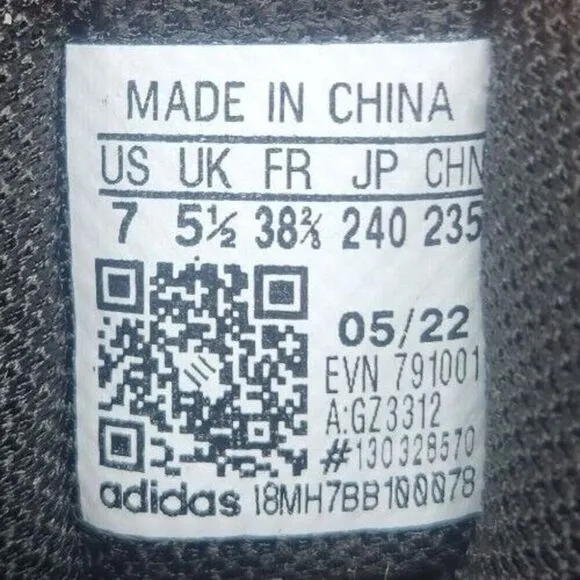 MADE IN CHINA
US UK FR JP CHN
7 5½ 38⅔ 240 235
05/22
EVN 791001
A:GZ3312
#130328570
adidas 18MH7BB100078